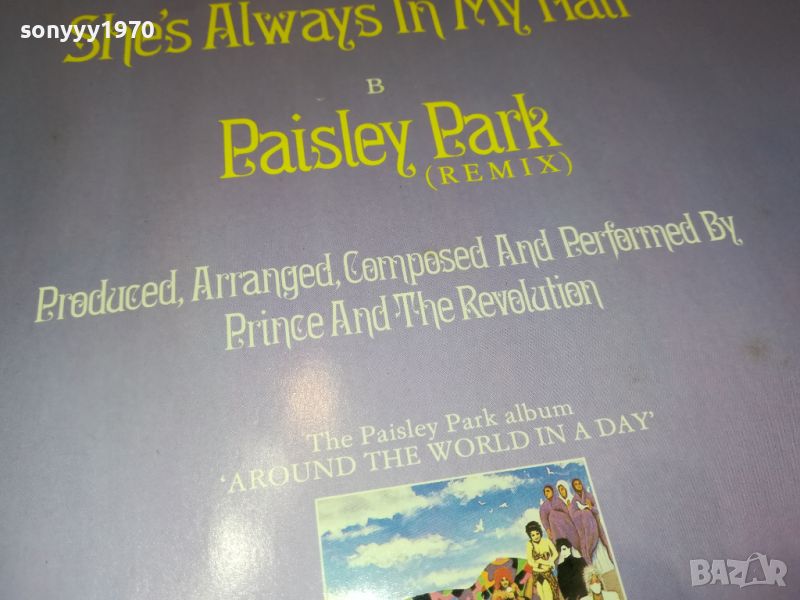 sonyyy1970
She's Always In My Hair
B
Paisley Park
(REMIX)
Produced, Arranged, Composed And Performed By
Prince And The Revolution
The Paisley Park album
'AROUND THE WORLD IN A DAY'
BAZAR